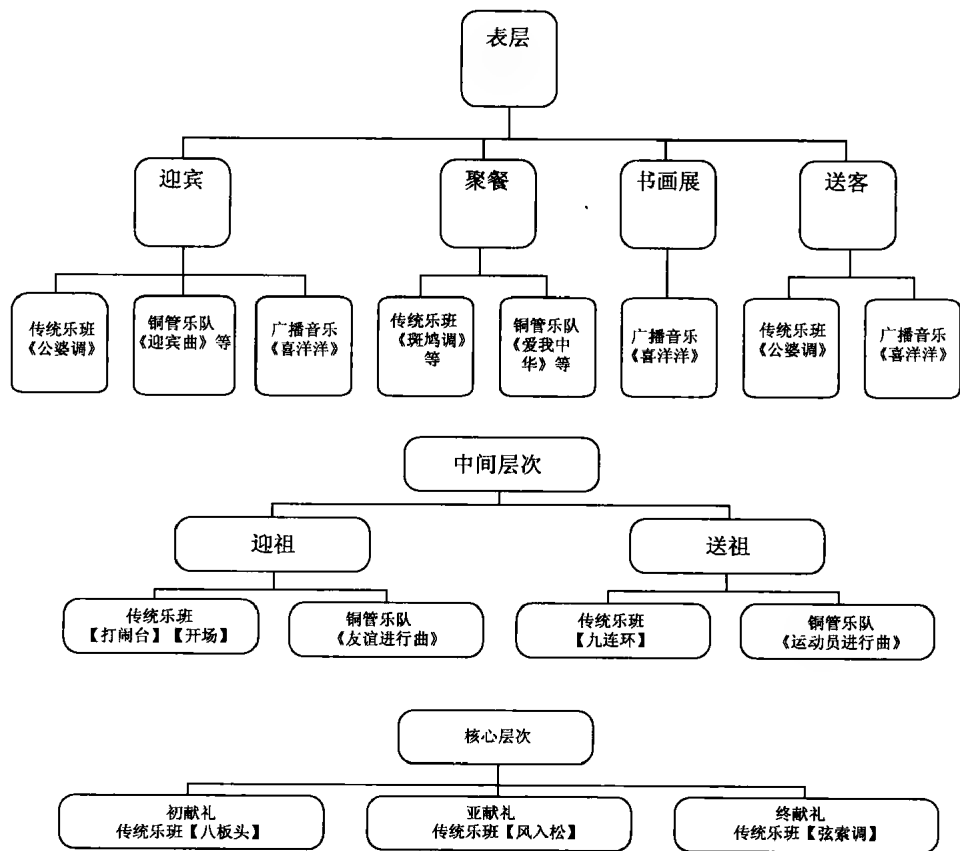 表层
迎宾
聚餐
书画展
送客
传统乐班
《公婆调》
铜管乐队
《迎宾曲》等
广播音乐
《喜洋洋》
传统乐班
《斑鸠调》
等
铜管乐队
《爱我中
华》等
广播音乐
《喜洋洋》
传统乐班
《公婆调》
广播音乐
《喜洋洋》
中间层次
迎祖
送祖
传统乐班
【打闹台】【开场】
铜管乐队
《友谊进行曲》
传统乐班
【九连环】
铜管乐队
《运动员进行曲》
核心层次
初献礼
传统乐班【八板头】
亚献礼
传统乐班【风入松】
终献礼
传统乐班【弦索调】